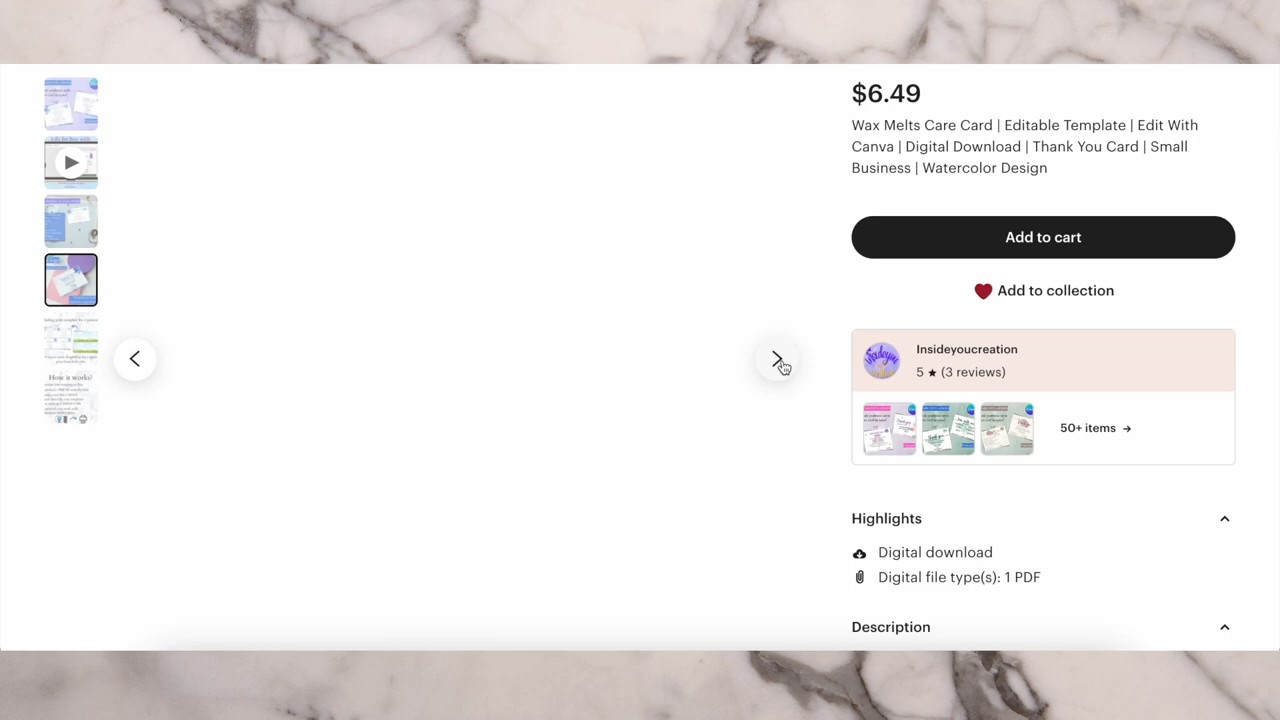 $6.49
Wax Melts Care Card | Editable Template | Edit With
Canva | Digital Download | Thank You Card | Small
Business | Watercolor Design
Add to cart
Add to collection
Insideyoucreation
5 ★ (3 reviews)
50+ items →
Highlights
Digital download
Digital file type(s): 1 PDF
Description
How it works?